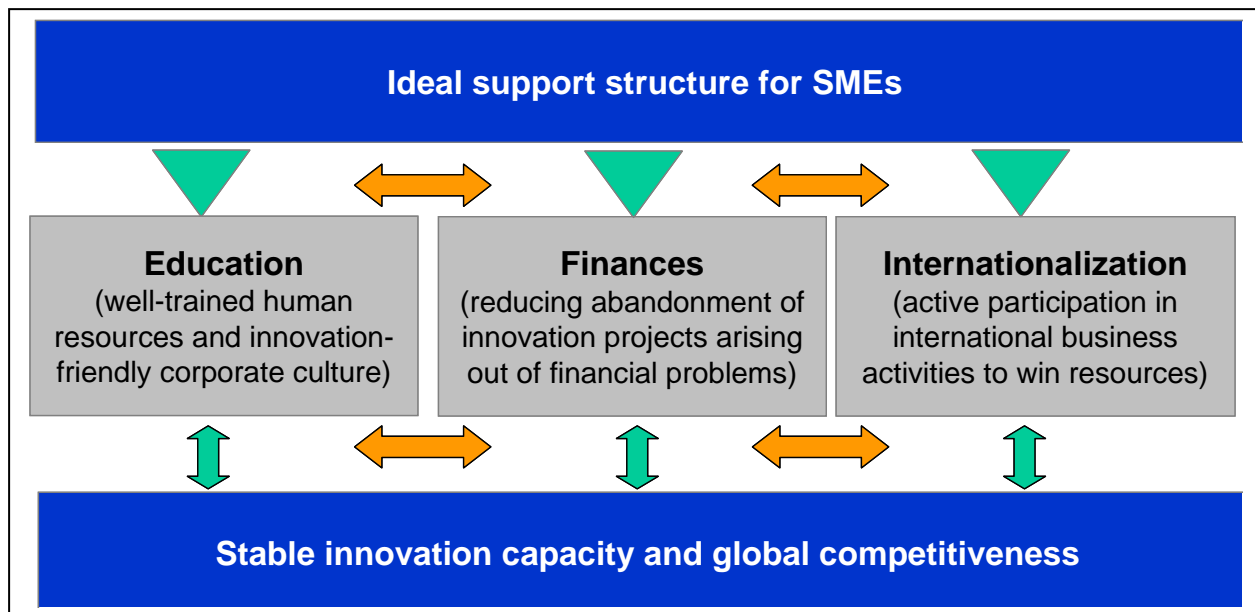 Ideal support structure for SMEs
Education
(well-trained human
resources and innovation-
friendly corporate culture)
Finances
(reducing abandonment of
innovation projects arising
out of financial problems)
Internationalization
(active participation in
international business
activities to win resources)
Stable innovation capacity and global competitiveness